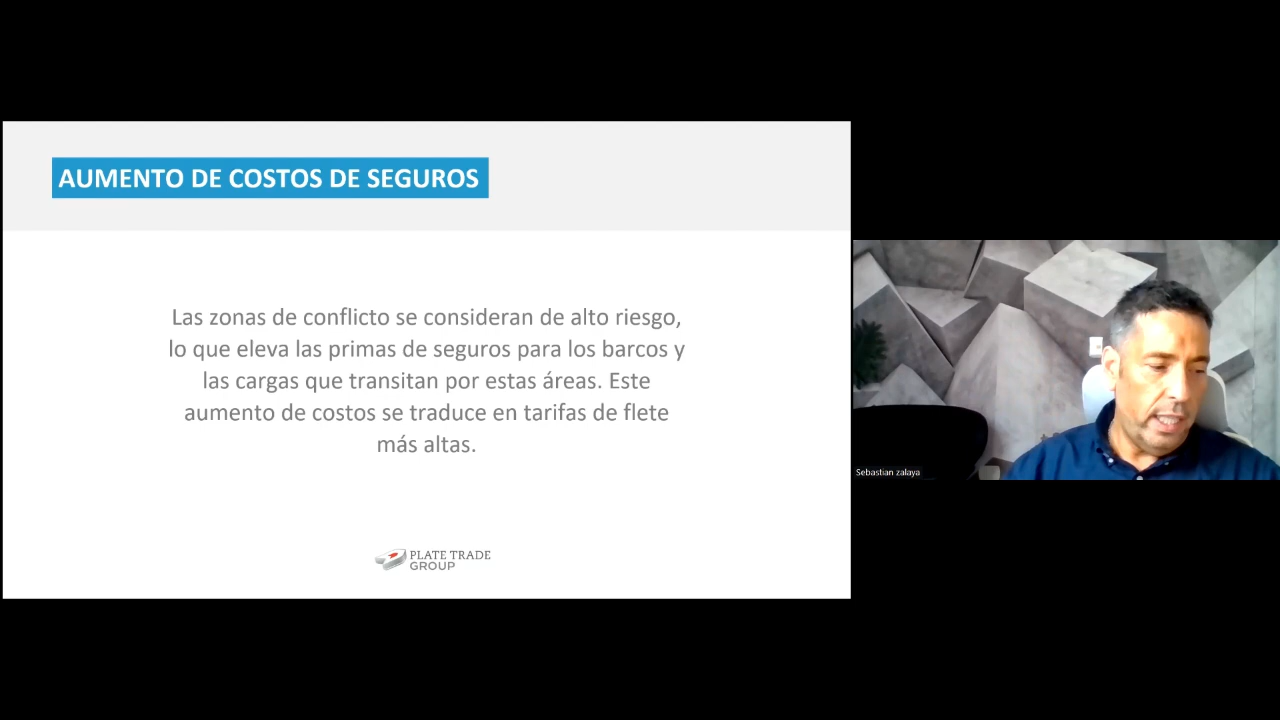 AUMENTO DE COSTOS DE SEGUROS
Las zonas de conflicto se consideran de alto riesgo,
lo que eleva las primas de seguros para los barcos y
las cargas que transitan por estas áreas. Este
aumento de costos se traduce en tarifas de flete
más altas.
PLATE TRADE
GROUP
Sebastian zalaya